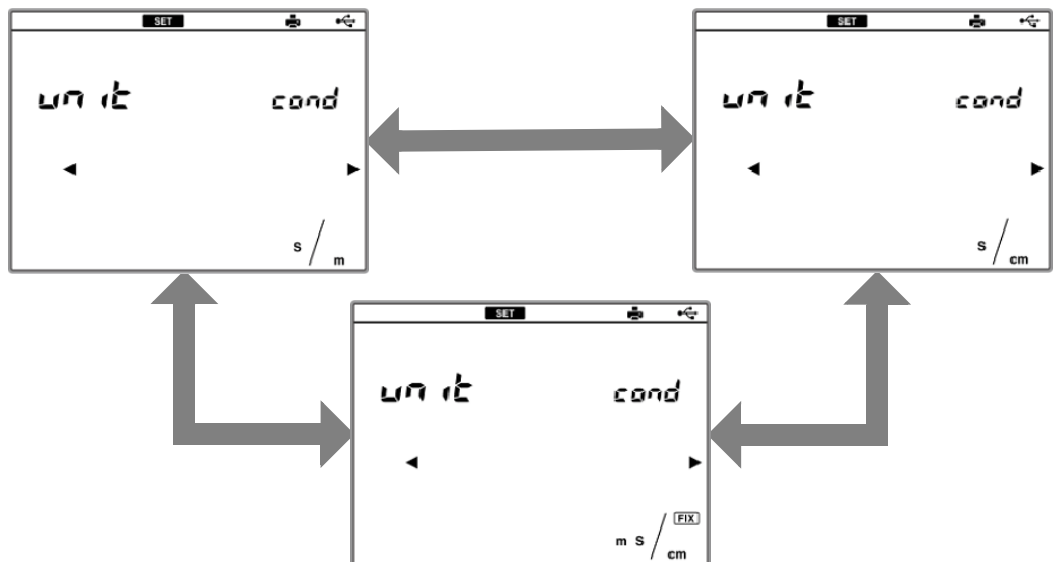 SET
unit cond
S/m
SET
unit cond
S/cm
SET
unit cond
FIX
m S/cm